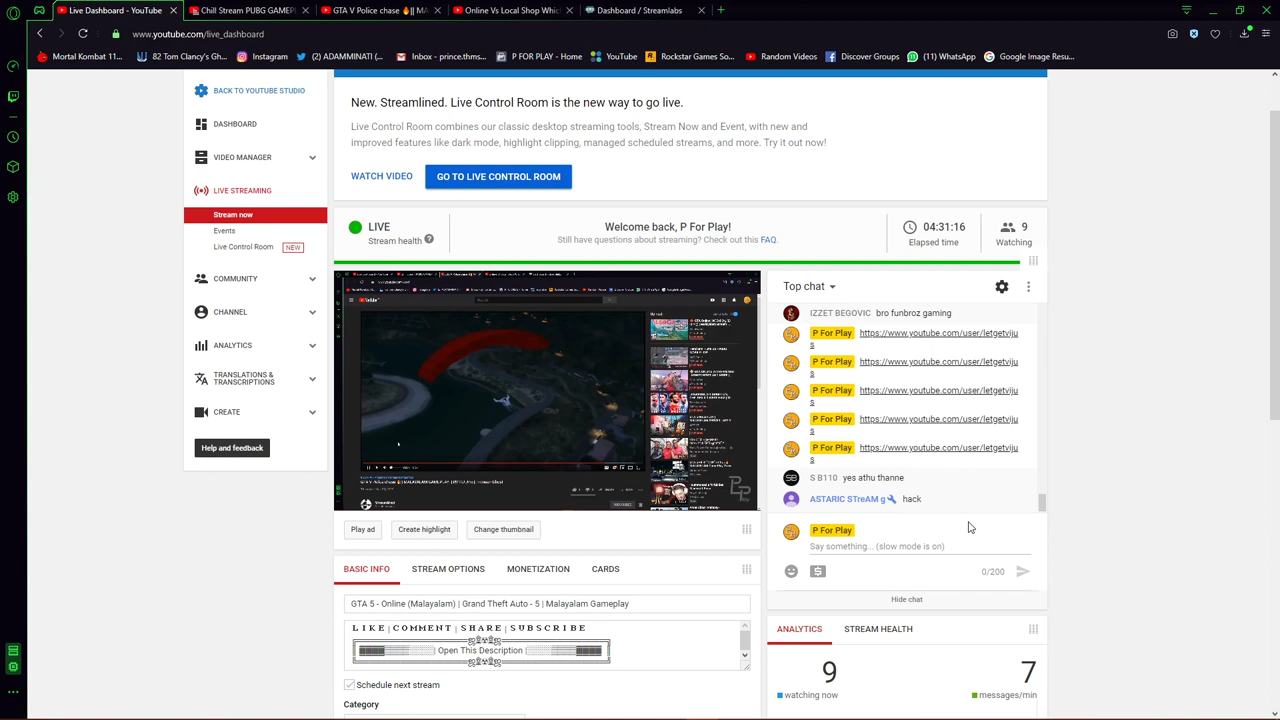 Live Dashboard - YouTube
Chill Stream PUBG GAMEPL
GTA V Police chase
Online Vs Local Shop Which
Dashboard / Streamlabs
www.youtube.com/live_dashboard
Mortal Kombat 11...
82 Tom Clancy's Gh...
Instagram
(2) ADAMMINATI (...
Inbox - prince.thms...
P FOR PLAY - Home
YouTube
Rockstar Games So...
Random Videos
Discover Groups
(11) WhatsApp
Google Image Resu...
BACK TO YOUTUBE STUDIO
DASHBOARD
VIDEO MANAGER
LIVE STREAMING
Stream now
Events
Live Control Room NEW
COMMUNITY
CHANNEL
ANALYTICS
TRANSLATIONS &
TRANSCRIPTIONS
CREATE
Help and feedback
New. Streamlined. Live Control Room is the new way to go live.
Live Control Room combines our classic desktop streaming tools, Stream Now and Event, with new and
improved features like dark mode, highlight clipping, managed scheduled streams, and more. Try it out now!
WATCH VIDEO
GO TO LIVE CONTROL ROOM
LIVE
Stream health
Welcome back, P For Play!
Still have questions about streaming? Check out this FAQ.
04:31:16
Elapsed time
9
Watching
Play ad
Create highlight
Change thumbnail
Top chat
IZZET BEGOVIC bro funbroz gaming
P For Play https://www.youtube.com/user/letgetviju
s
P For Play https://www.youtube.com/user/letgetviju
s
P For Play https://www.youtube.com/user/letgetviju
s
P For Play https://www.youtube.com/user/letgetviju
s
P For Play https://www.youtube.com/user/letgetviju
s
S B110 yes athu thanne
ASTARIC STreAM g hack
P For Play
Say something... (slow mode is on)
0/200
Hide chat
BASIC INFO
STREAM OPTIONS
MONETIZATION
CARDS
GTA 5 - Online (Malayalam) | Grand Theft Auto - 5 | Malayalam Gameplay
L I K E | C O M M E N T | S H A R E | S U B S C R I B E
| Open This Description |
Schedule next stream
Category
ANALYTICS
STREAM HEALTH
9
watching now
7
messages/min